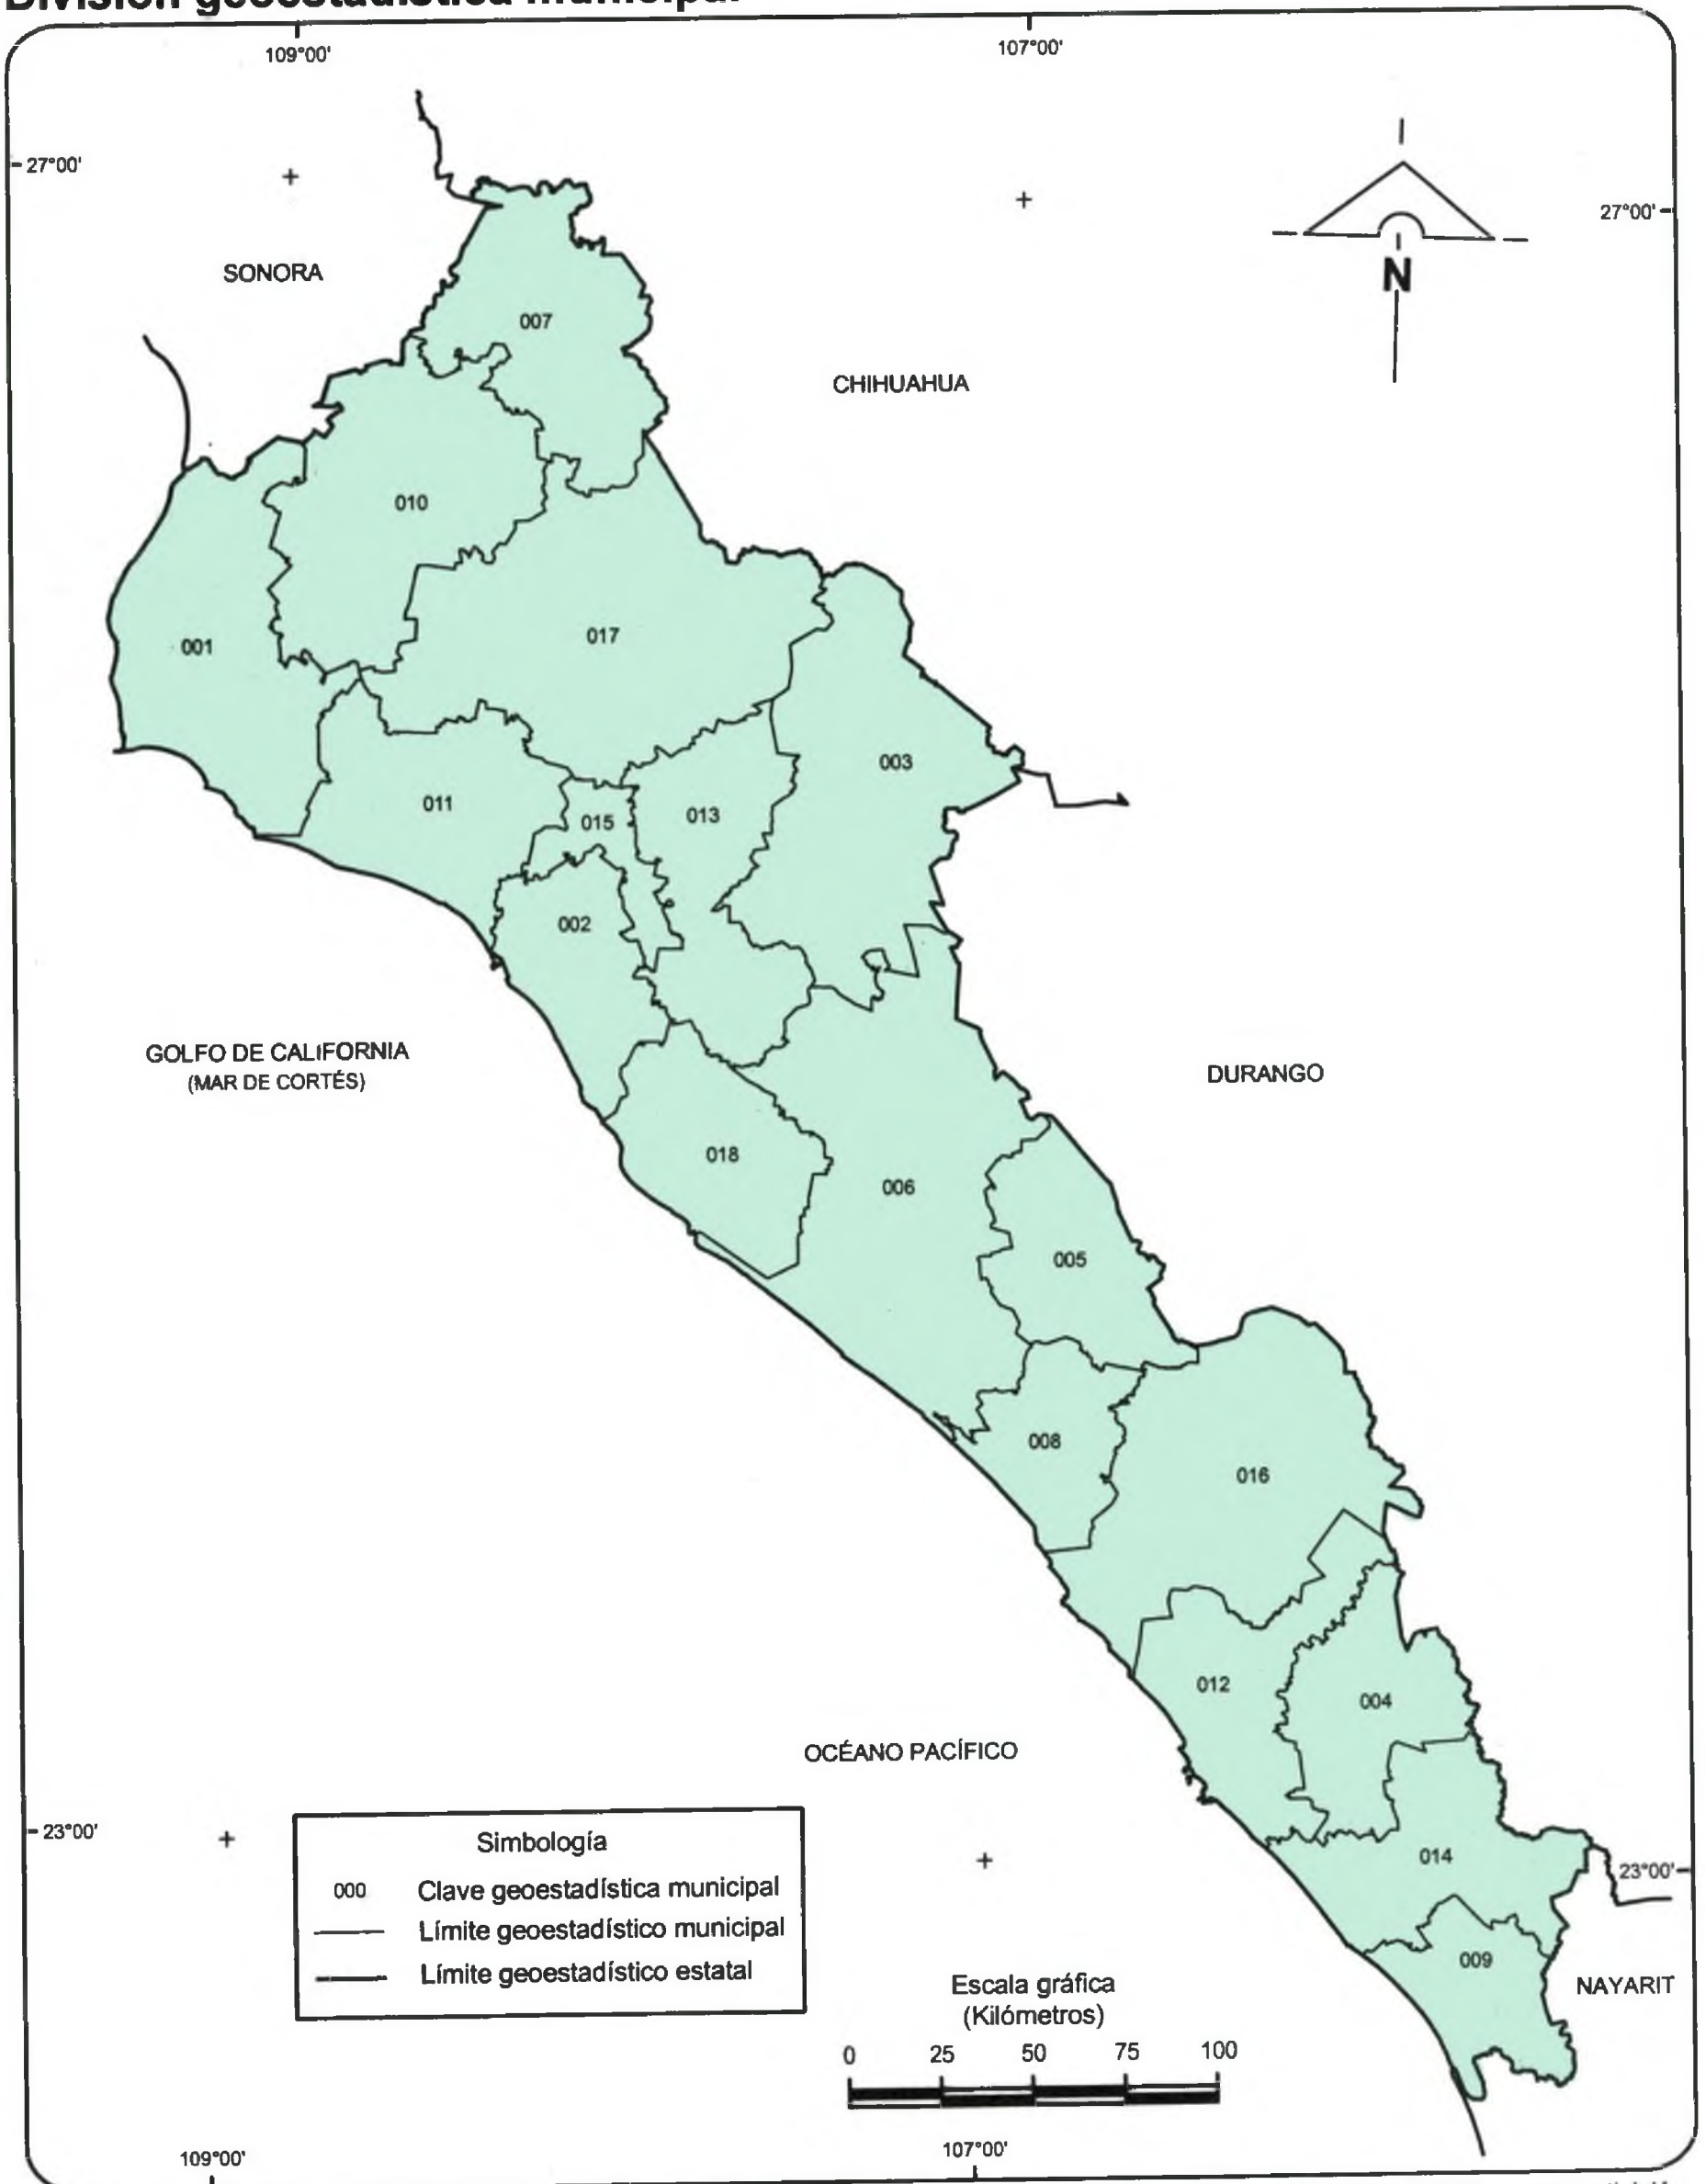 División geoestadística municipal
109°00' 107°00'
27°00'
27°00'
SONORA
007
CHIHUAHUA
N
010
001
017
003
011
015
013
002
GOLFO DE CALIFORNIA
(MAR DE CORTÉS)
DURANGO
018
006
005
008
016
012
004
OCÉANO PACÍFICO
23°00'
23°00'
014
009
NAYARIT
Simbología
000 Clave geoestadística municipal
Límite geoestadístico municipal
Límite geoestadístico estatal
Escala gráfica
(Kilómetros)
0 25 50 75 100
109°00' 107°00'